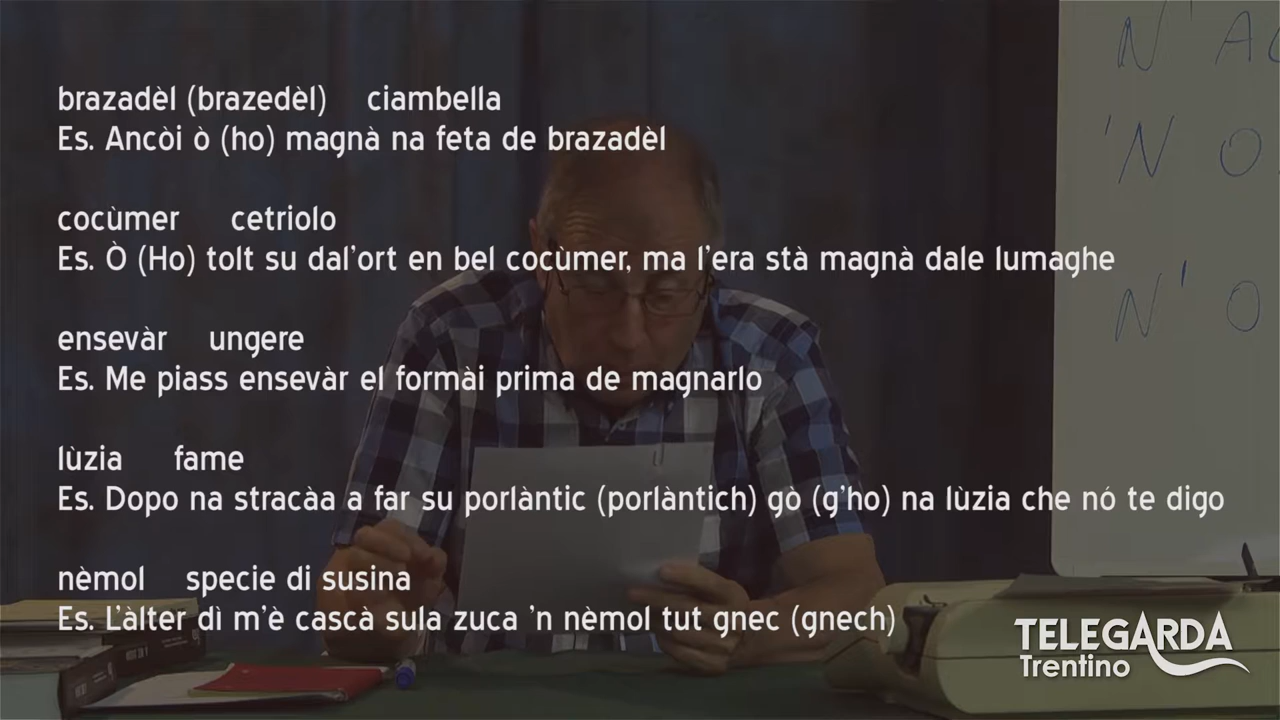 brazadèl (brazedèl) ciambella
Es. Ancòi ò (ho) magnà na feta de brazadèl
cocùmer cetriolo
Es. Ò (Ho) tolt su dal'ort en bel cocùmer, ma l'era stà magnà dale lumaghe
ensevàr ungere
Es. Me piass ensevàr el formài prima de magnarlo
lùzia fame
Es. Dopo na stracàa a far su porlàntic (porlàntich) gò (g'ho) na lùzia che nó te digo
nèmol specie di susina
Es. L'àlter dì m'è cascà sula zuca 'n nèmol tut gnec (gnech)
N' A
'N O
N' O
TELEGARDA
Trentino